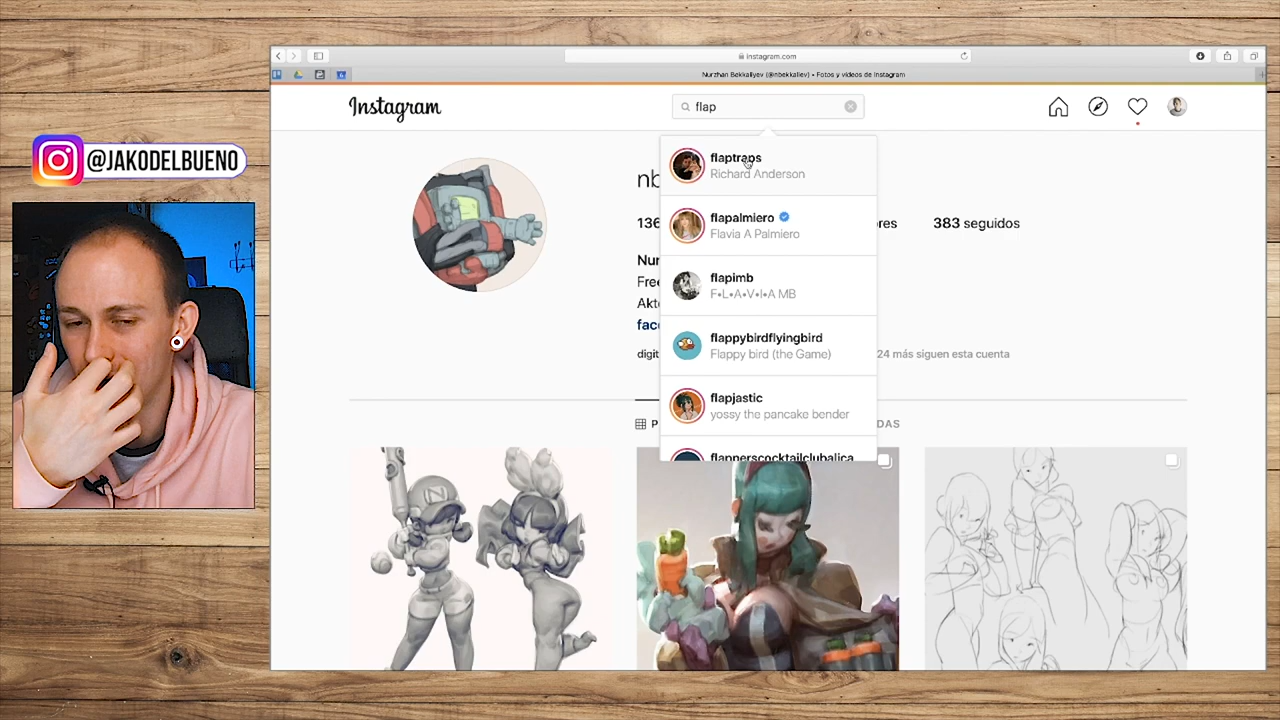 instagram.com
Nurzhan Bekkaliyev (@nbekkaliev) • Fotos y videos de Instagram
Instagram
flap
@JAKODELBUENO
flaptraps
Richard Anderson
nb
136
res
383 seguidos
flapalmiero
Flavia A Palmiero
Nur
Free
Akto
face
flapimb
F•L•A•V•I•A MB
flappybirdflyingbird
Flappy bird (the Game)
digit
24 más siguen esta cuenta
flapjastic
yossy the pancake bender
P
DAS
flapperscocktailclubalica
N